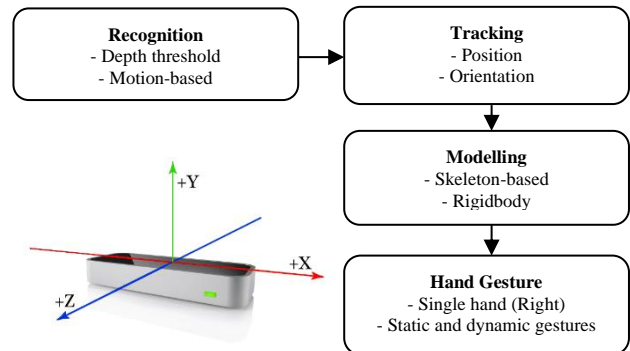 Recognition
- Depth threshold
- Motion-based
Tracking
- Position
- Orientation
Modelling
- Skeleton-based
- Rigidbody
Hand Gesture
- Single hand (Right)
- Static and dynamic gestures
+Y
+X
+Z